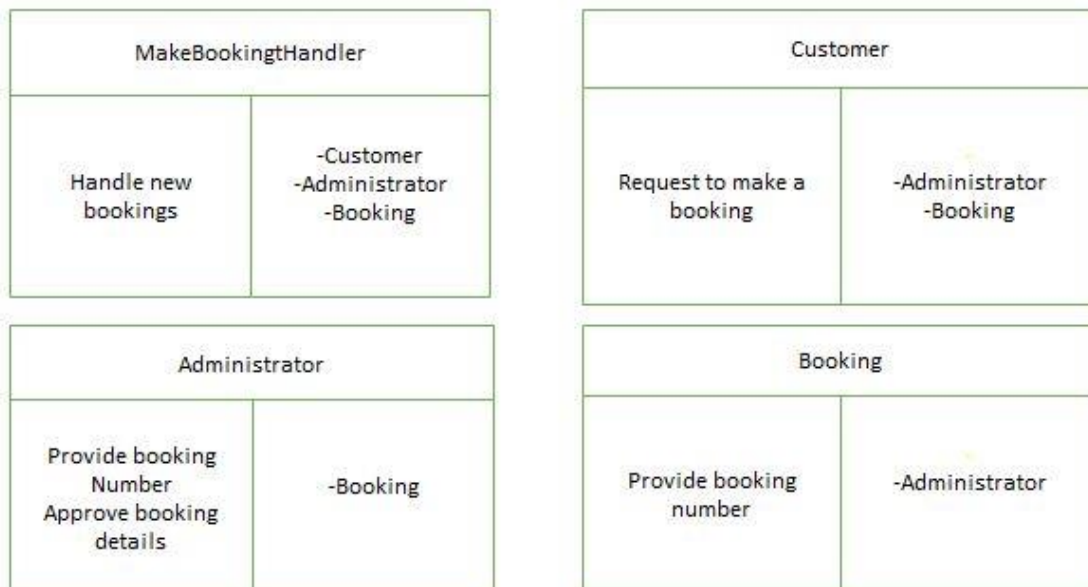 MakeBookingtHandler
Handle new
bookings
-Customer
-Administrator
-Booking
Customer
Request to make a
booking
-Administrator
-Booking
Administrator
Provide booking
Number
Approve booking
details
-Booking
Booking
Provide booking
number
-Administrator